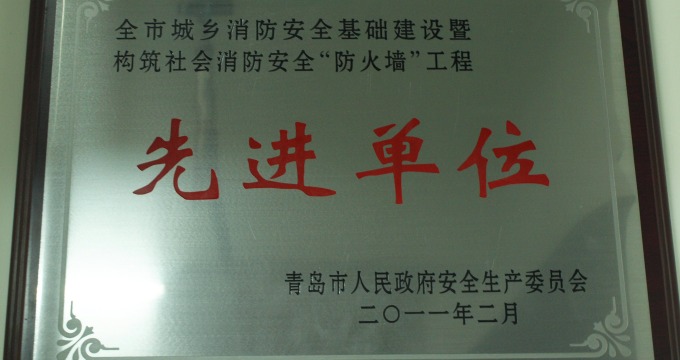 全市城乡消防安全基础建设暨
构筑社会消防安全“防火墙”工程
先进单位
青岛市人民政府安全生产委员会
二〇一一年二月